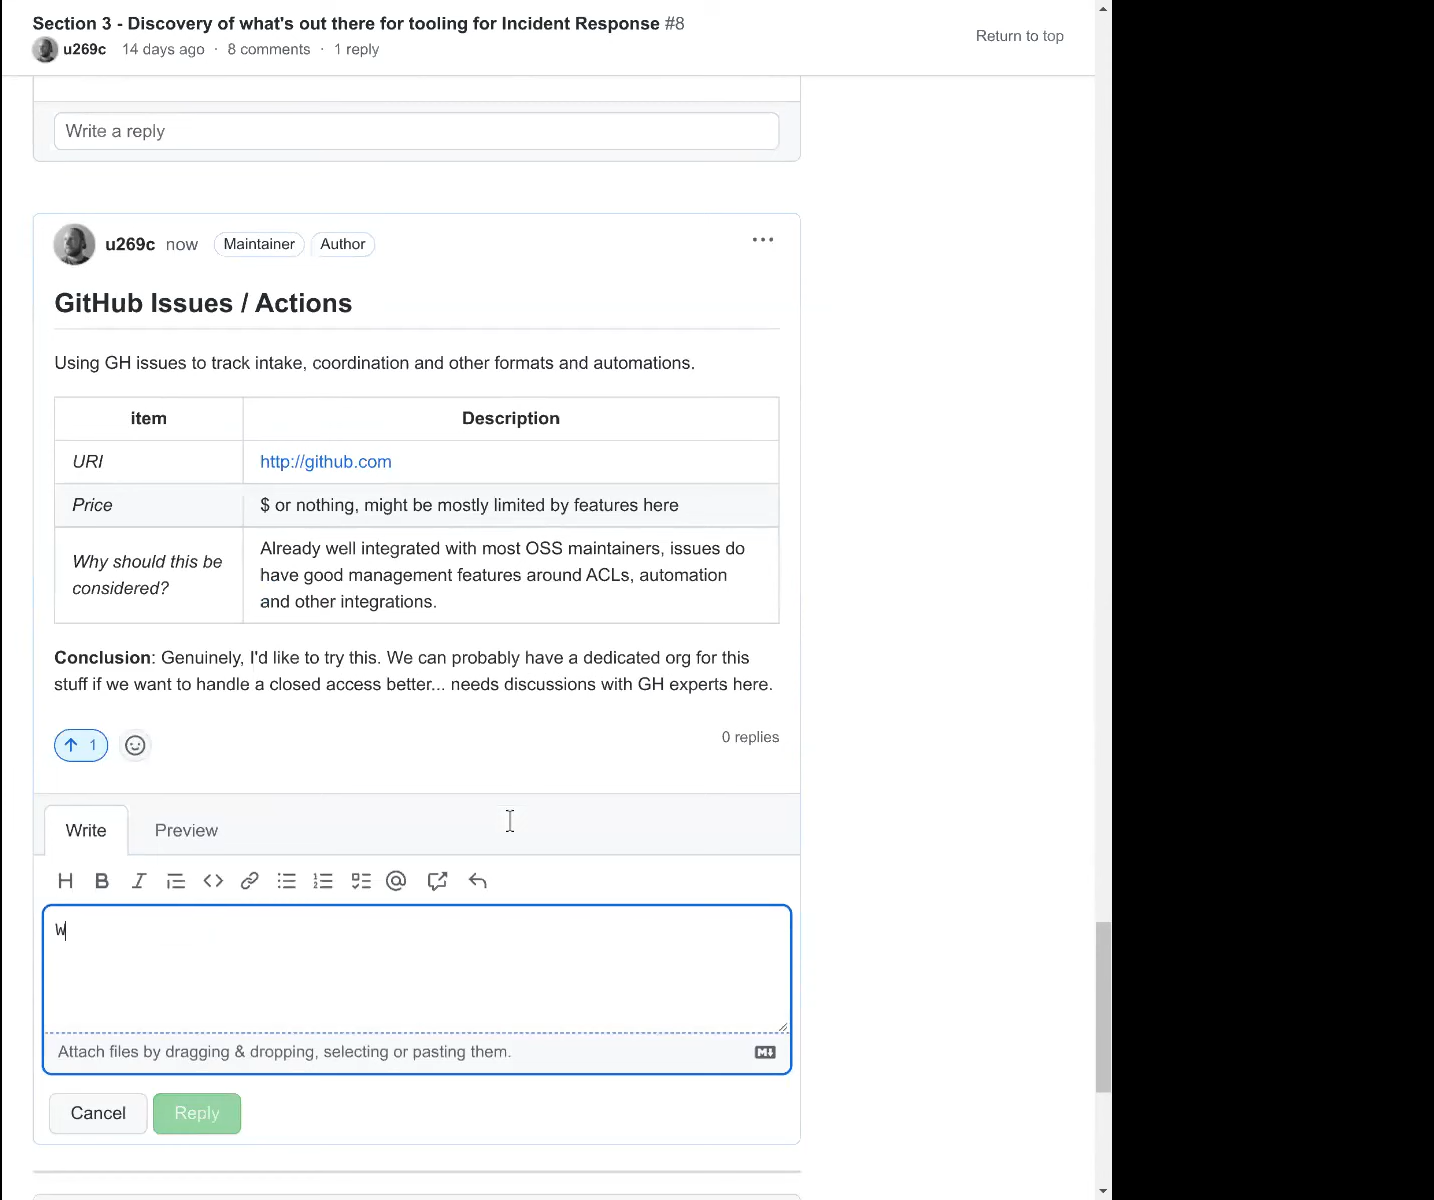 Section 3 - Discovery of what's out there for tooling for Incident Response #8
u269c 14 days ago · 8 comments · 1 reply
Return to top
Write a reply
u269c now Maintainer Author
GitHub Issues / Actions
Using GH issues to track intake, coordination and other formats and automations.
item Description
URI http://github.com
Price $ or nothing, might be mostly limited by features here
Why should this be
considered?
Already well integrated with most OSS maintainers, issues do
have good management features around ACLs, automation
and other integrations.
Conclusion: Genuinely, I'd like to try this. We can probably have a dedicated org for this
stuff if we want to handle a closed access better... needs discussions with GH experts here.
1
0 replies
Write Preview
W
Attach files by dragging & dropping, selecting or pasting them.
Cancel Reply